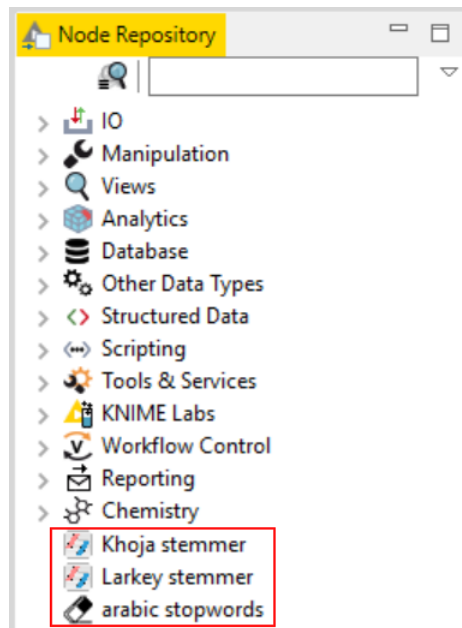 Node Repository
IO
Manipulation
Views
Analytics
Database
Other Data Types
Structured Data
Scripting
Tools & Services
KNIME Labs
Workflow Control
Reporting
Chemistry
Khoja stemmer
Larkey stemmer
arabic stopwords